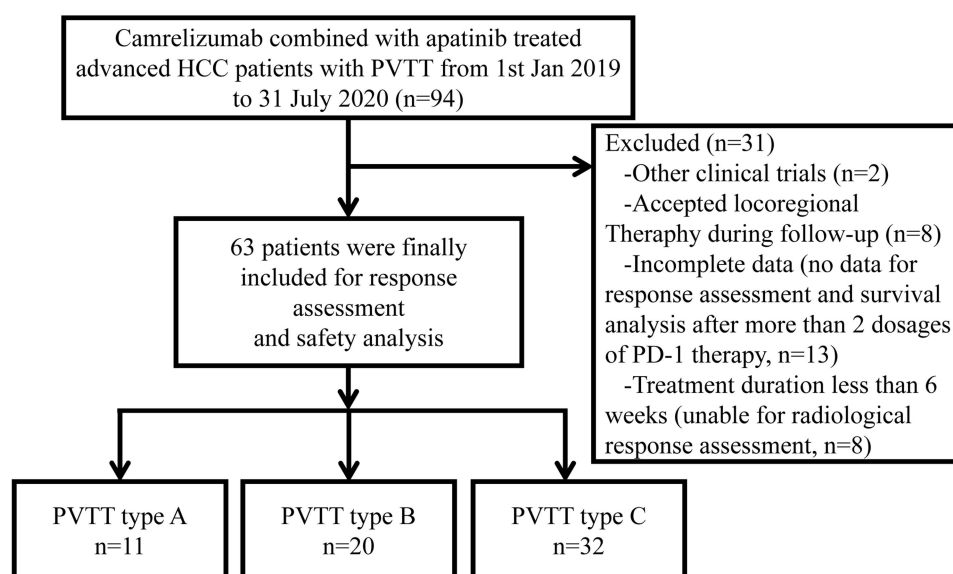 Camrelizumab combined with apatinib treated
advanced HCC patients with PVTT from 1st Jan 2019
to 31 July 2020 (n=94)
Excluded (n=31)
-Other clinical trials (n=2)
-Accepted locoregional
Theraphy during follow-up (n=8)
-Incomplete data (no data for
response assessment and survival
analysis after more than 2 dosages
of PD-1 therapy, n=13)
-Treatment duration less than 6
weeks (unable for radiological
response assessment, n=8)
63 patients were finally
included for response
assessment
and safety analysis
PVTT type A
n=11
PVTT type B
n=20
PVTT type C
n=32